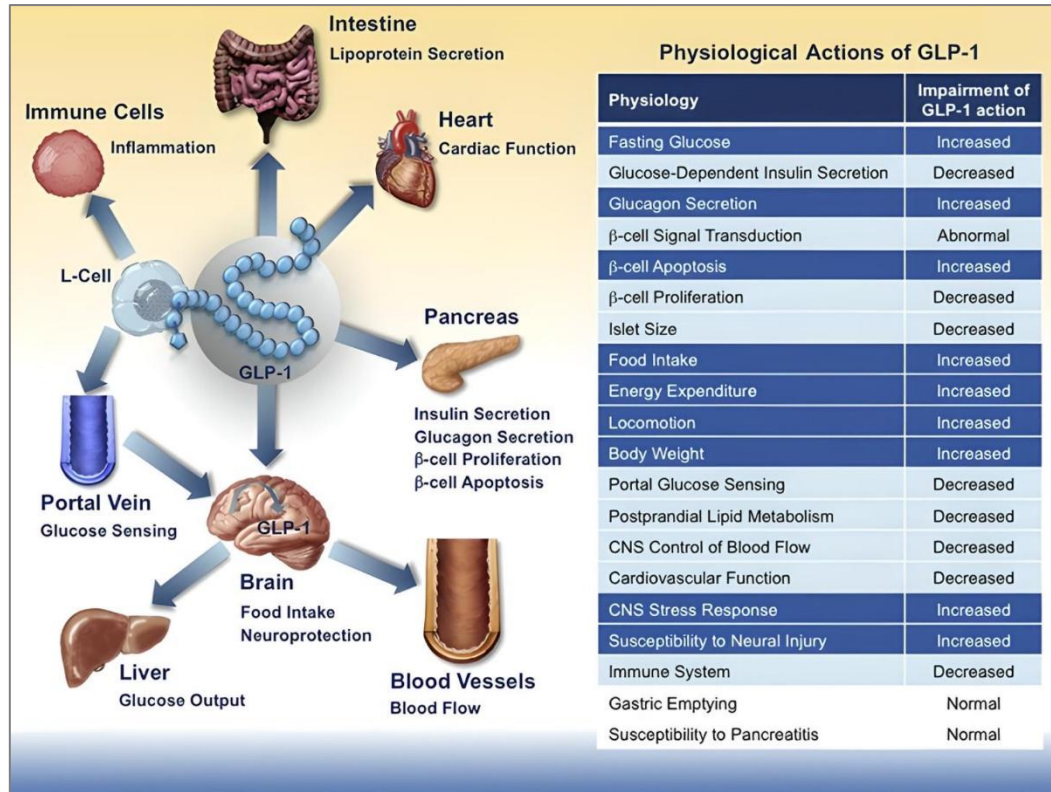 Intestine
Lipoprotein Secretion
Immune Cells
Inflammation
Heart
Cardiac Function
L-Cell
GLP-1
Pancreas
Insulin Secretion
Glucagon Secretion
β-cell Proliferation
β-cell Apoptosis
Portal Vein
Glucose Sensing
GLP-1
Brain
Food Intake
Neuroprotection
Liver
Glucose Output
Blood Vessels
Blood Flow
Physiological Actions of GLP-1
Physiology Impairment of
GLP-1 action
Fasting Glucose Increased
Glucose-Dependent Insulin Secretion Decreased
Glucagon Secretion Increased
β-cell Signal Transduction Abnormal
β-cell Apoptosis Increased
β-cell Proliferation Decreased
Islet Size Decreased
Food Intake Increased
Energy Expenditure Increased
Locomotion Increased
Body Weight Increased
Portal Glucose Sensing Decreased
Postprandial Lipid Metabolism Decreased
CNS Control of Blood Flow Decreased
Cardiovascular Function Decreased
CNS Stress Response Increased
Susceptibility to Neural Injury Increased
Immune System Decreased
Gastric Emptying Normal
Susceptibility to Pancreatitis Normal